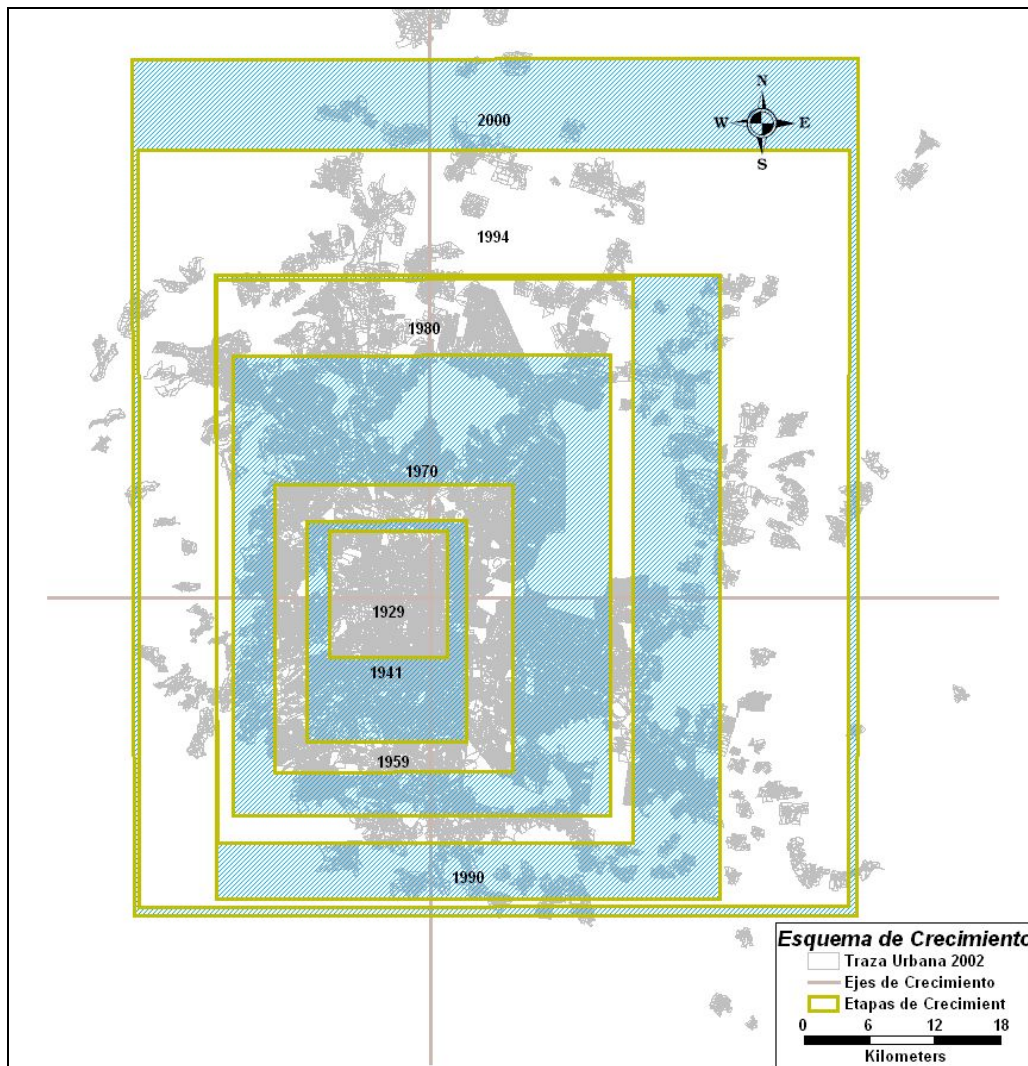 N
2000
W E
S
1994
1980
1970
1929
1941
1959
1990
Esquema de Crecimiento
Traza Urbana 2002
Ejes de Crecimiento
Etapas de Crecimient
0 6 12 18
Kilometers